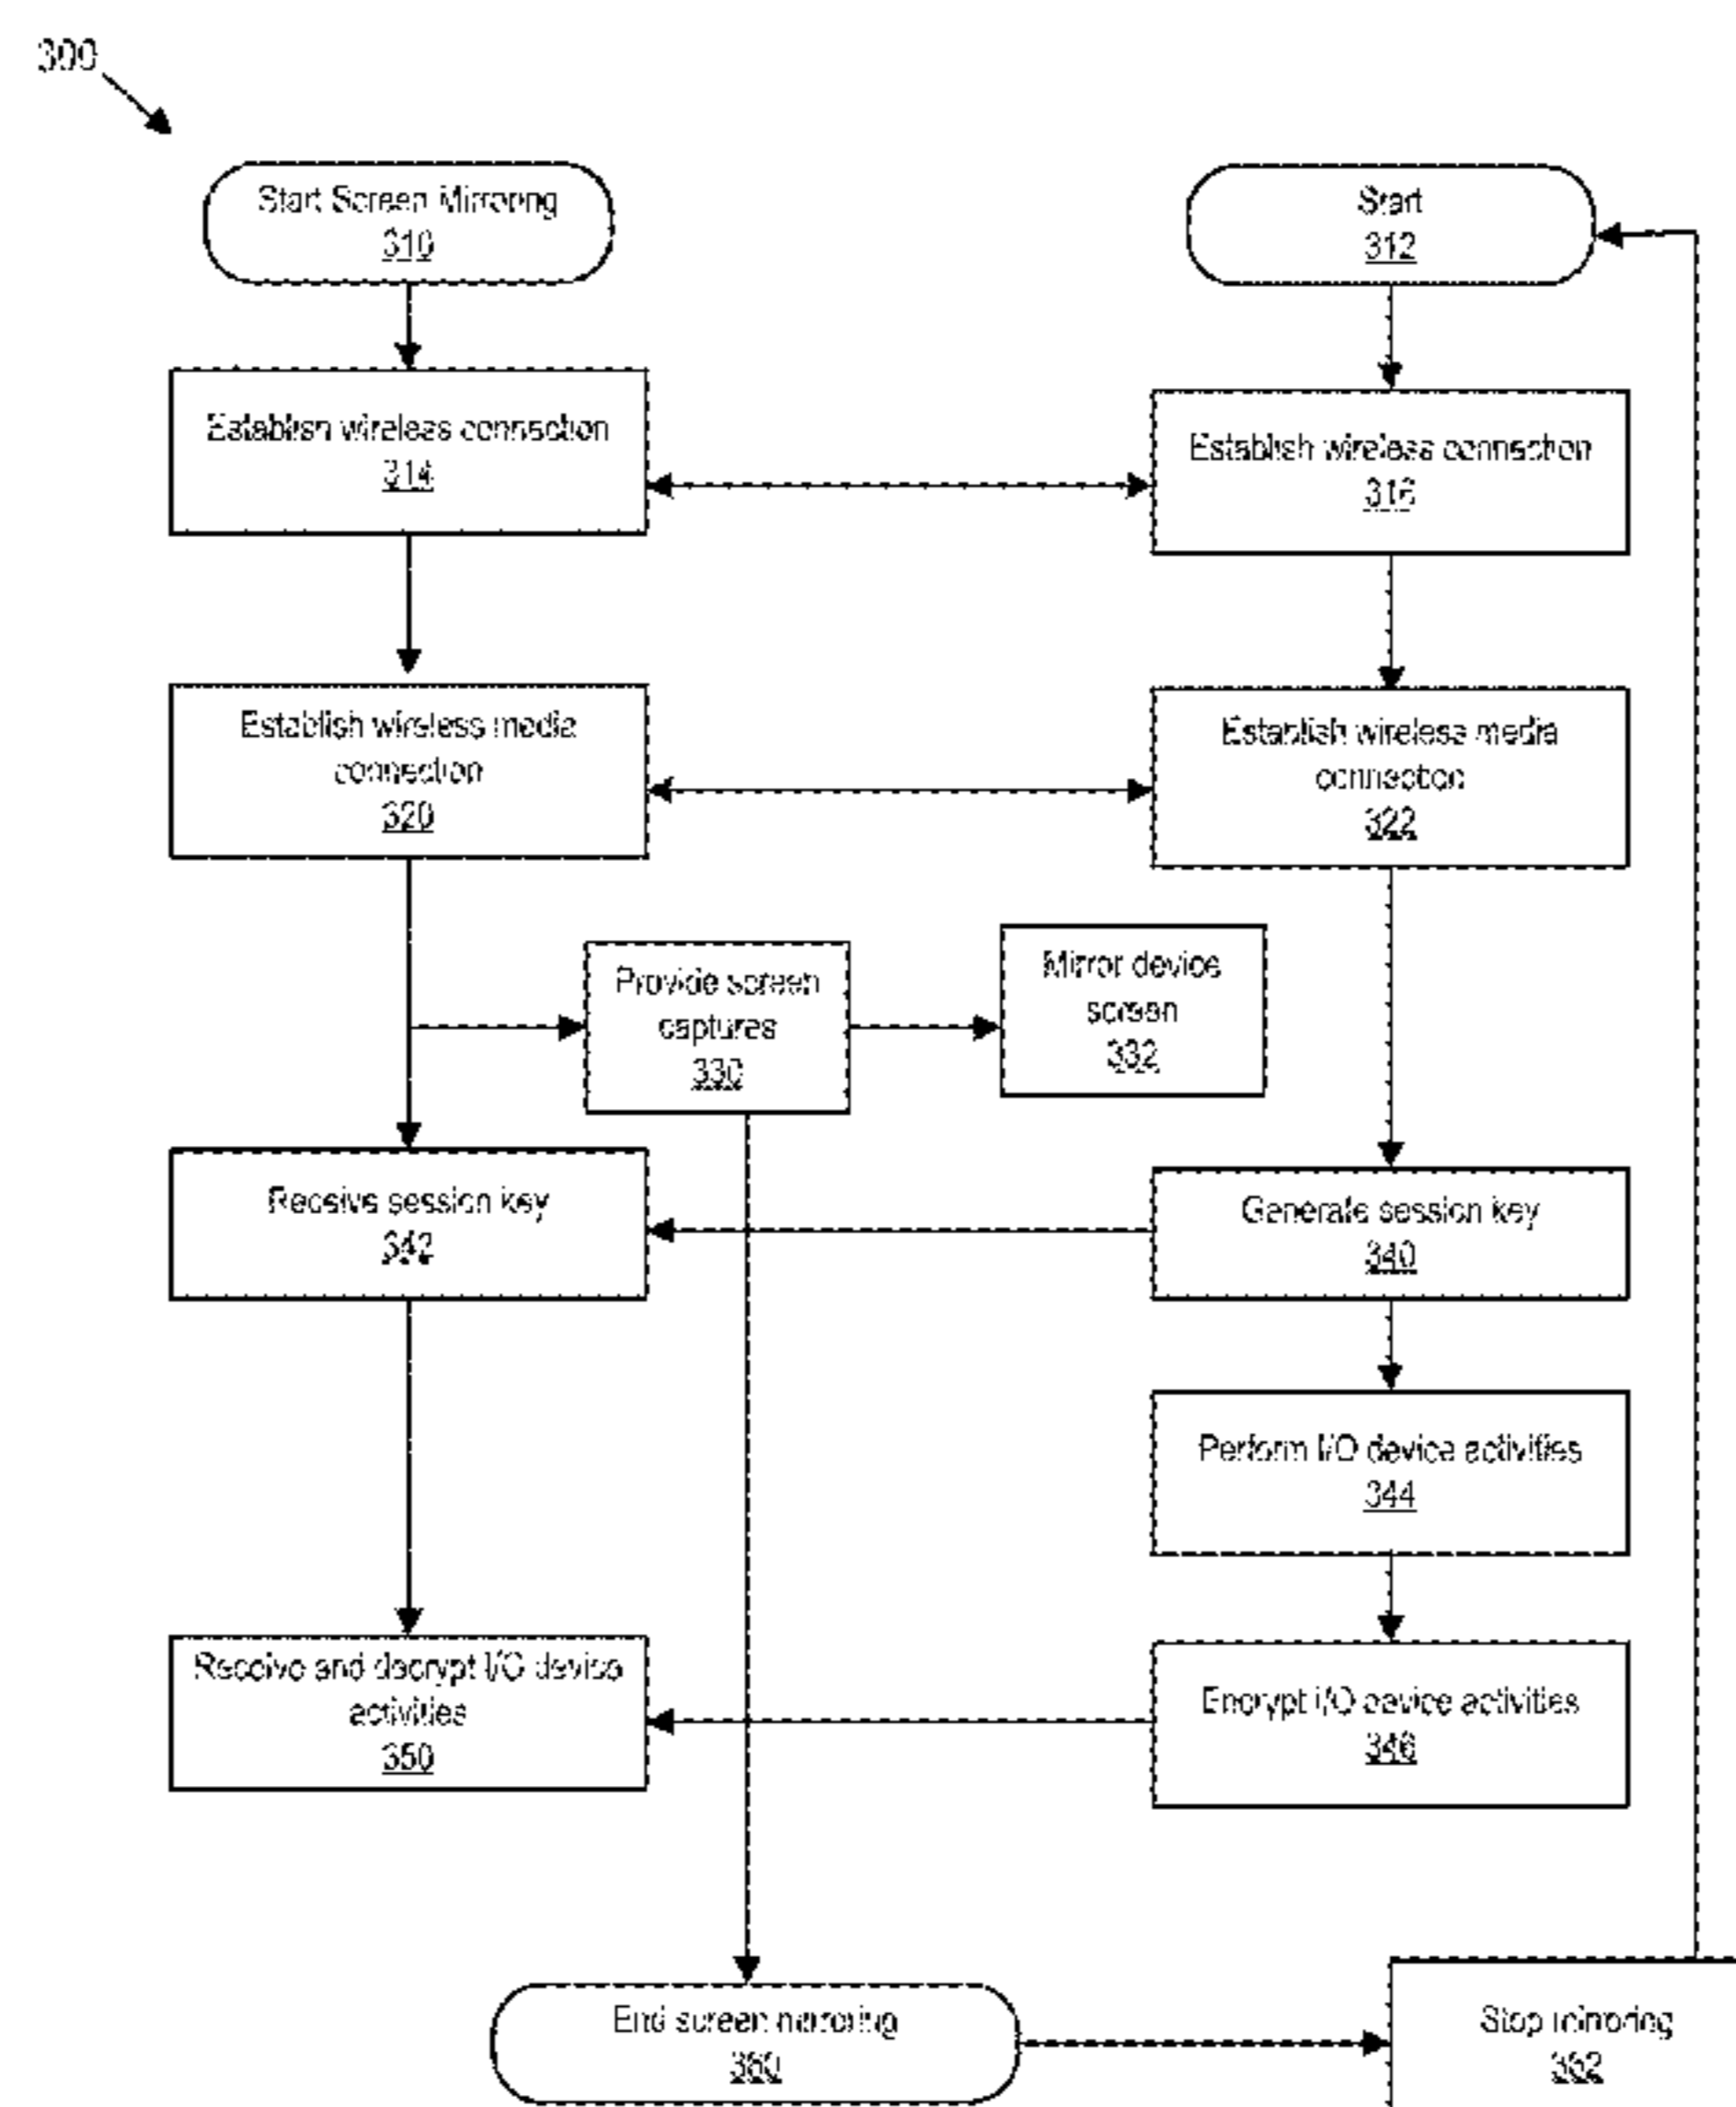 300
Start Screen Mirroring
310
Start
312
Establish wireless connection
314
Establish wireless connection
316
Establish wireless media
connection
320
Establish wireless media
connection
322
Provide screen
captures
330
Mirror device
screen
332
Receive session key
342
Generate session key
340
Perform I/O device activities
344
Receive and decrypt I/O device
activities
350
Encrypt I/O device activities
346
End screen mirroring
360
Stop mirroring
362